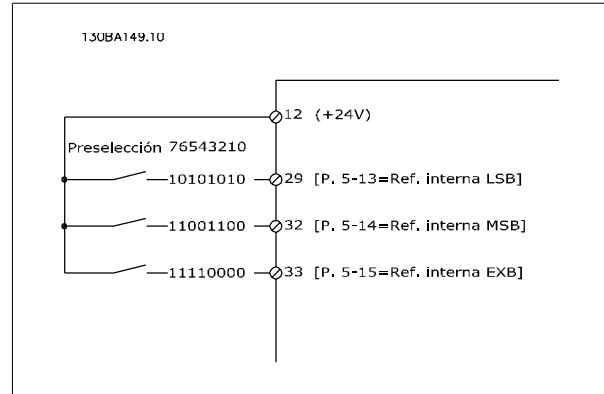 130BA149.10
12 (+24V)
Preselección 76543210
10101010 29 [P. 5-13=Ref. interna LSB]
11001100 32 [P. 5-14=Ref. interna MSB]
11110000 33 [P. 5-15=Ref. interna EXB]